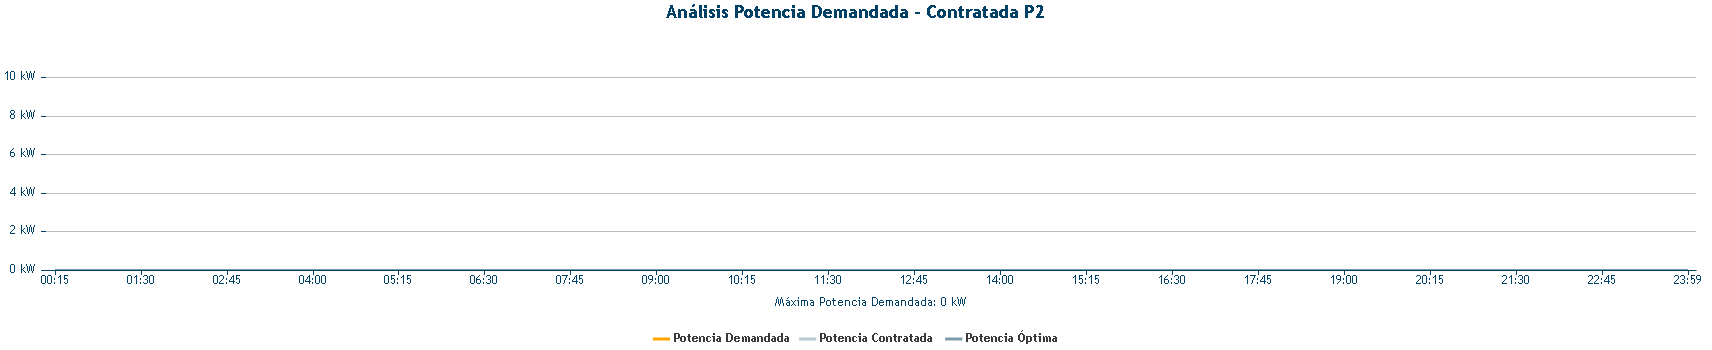 Análisis Potencia Demandada - Contratada P2
10 kW
8 kW
6 kW
4 kW
2 kW
0 kW
00:15 01:30 02:45 04:00 05:15 06:30 07:45 09:00 10:15 11:30 12:45 14:00 15:15 16:30 17:45 19:00 20:15 21:30 22:45 23:59
Máxima Potencia Demandada: 0 kW
Potencia Demandada Potencia Contratada Potencia Óptima